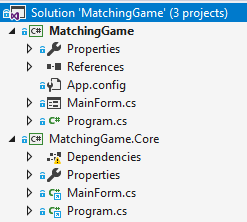 Solution 'MatchingGame' (3 projects)
C# MatchingGame
Properties
References
App.config
MainForm.cs
Program.cs
C# MatchingGame.Core
Dependencies
Properties
MainForm.cs
Program.cs